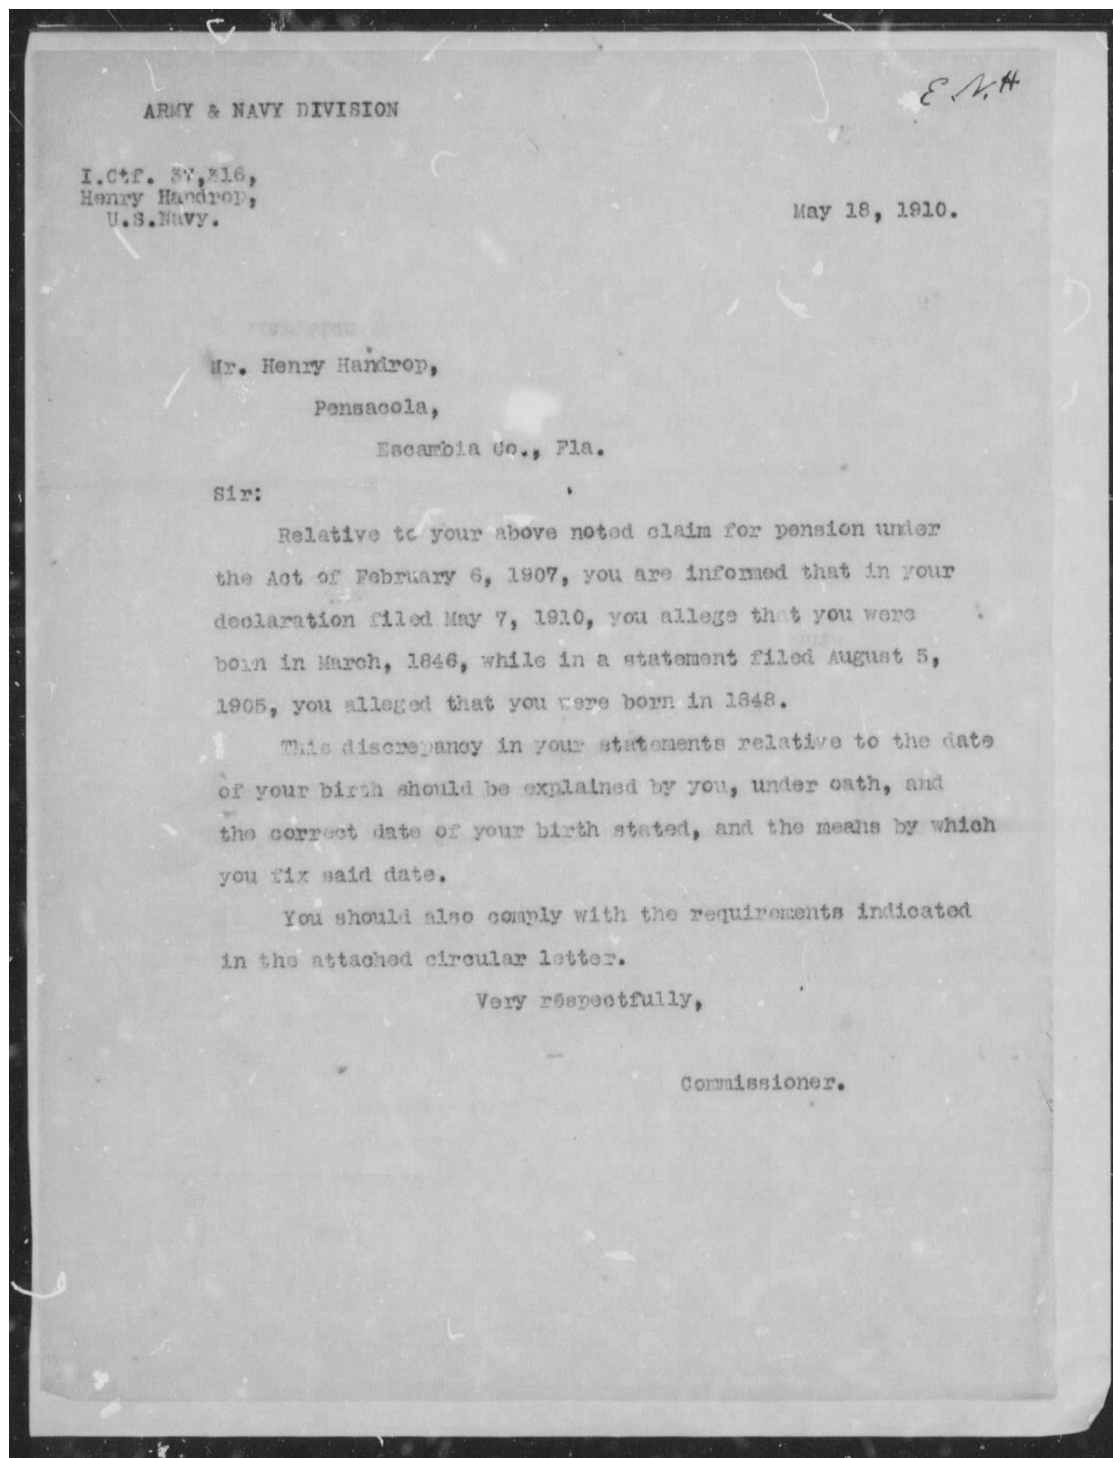 E.N.H
ARMY & NAVY DIVISION
I.Ctf. 37,316,
Henry Handrop,
U.S.Navy.
May 18, 1910.
Mr. Henry Handrop,
Pensacola,
Escambia Co., Fla.
Sir:
Relative to your above noted claim for pension under
the Act of February 6, 1907, you are informed that in your
declaration filed May 7, 1910, you allege that you were
born in March, 1846, while in a statement filed August 5,
1905, you alleged that you were born in 1848.
This discrepancy in your statements relative to the date
of your birth should be explained by you, under oath, and
the correct date of your birth stated, and the means by which
you fix said date.
You should also comply with the requirements indicated
in the attached circular letter.
Very respectfully,
Commissioner.